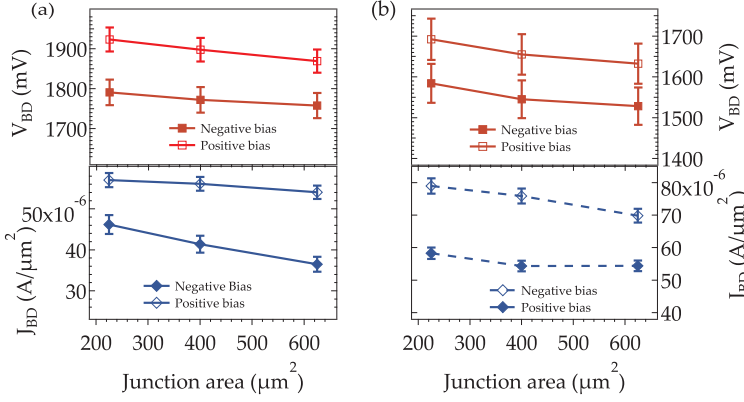 (a)
1900
1800
1700
V_BD (mV)
Negative bias
Positive bias
50x10^-6
40
30
J_BD (A/μm^2)
Negative Bias
Positive bias
200 300 400 500 600
Junction area (μm^2)
(b)
1700
1600
1500
1400
V_BD (mV)
Negative bias
Positive bias
80x10^-6
70
60
50
40
J_BD (A/μm^2)
Negative bias
Positive bias
200 300 400 500 600
Junction area (μm^2)